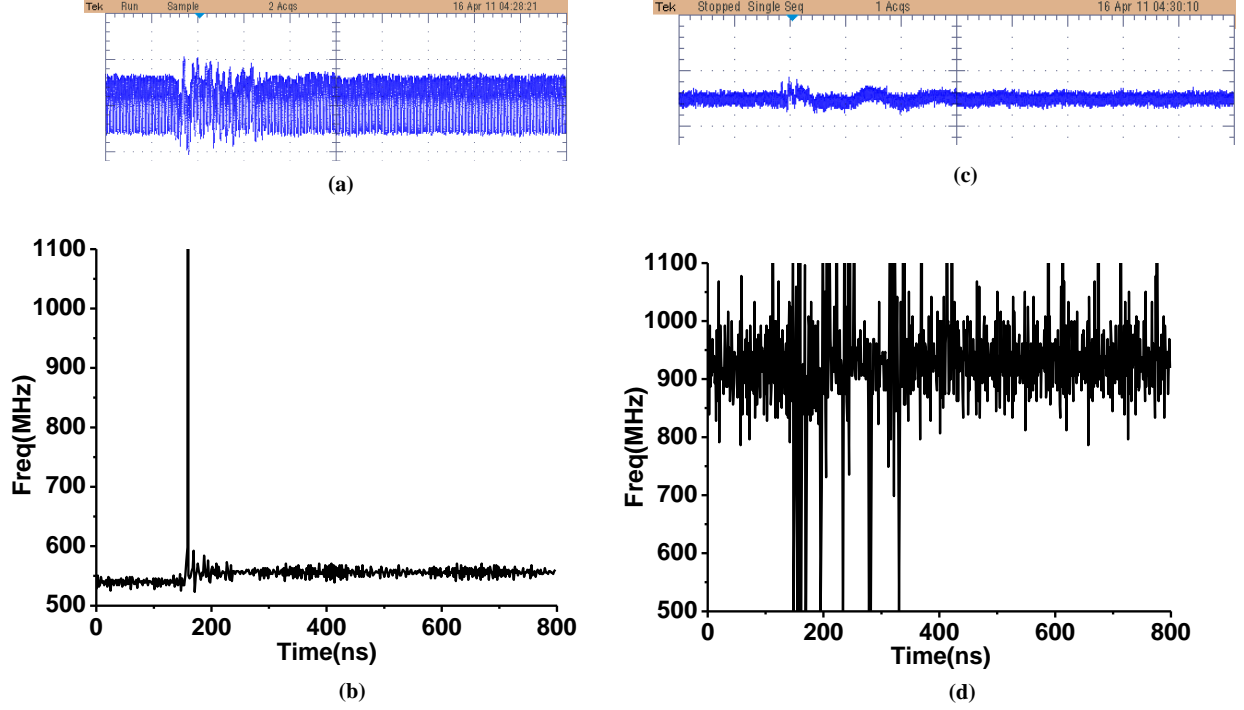 Tek Run Sample 2 Acqs 16 Apr 11 04:28:21
(a)
Tek Stopped Single Seq 1 Acqs 16 Apr 11 04:30:10
(c)
1100
1000
900
800
700
600
500
Freq(MHz)
0 200 400 600 800
Time(ns)
(b)
1100
1000
900
800
700
600
500
Freq(MHz)
0 200 400 600 800
Time(ns)
(d)